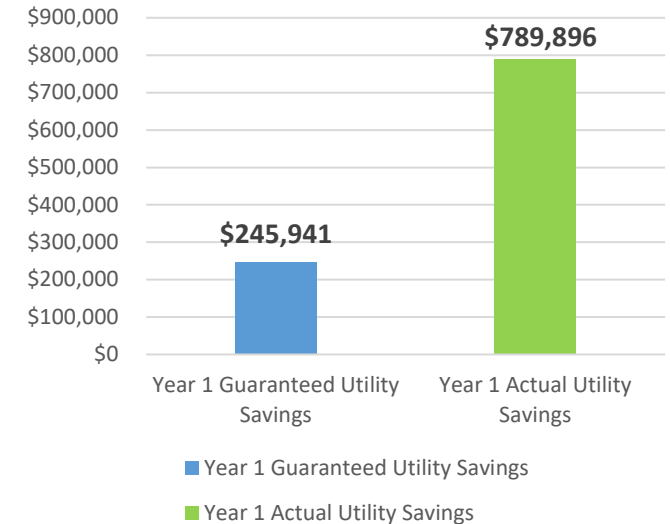 $900,000
$800,000
$700,000
$600,000
$500,000
$400,000
$300,000
$200,000
$100,000
$0
$245,941
$789,896
Year 1 Guaranteed Utility
Savings
Year 1 Actual Utility
Savings
Year 1 Guaranteed Utility Savings
Year 1 Actual Utility Savings